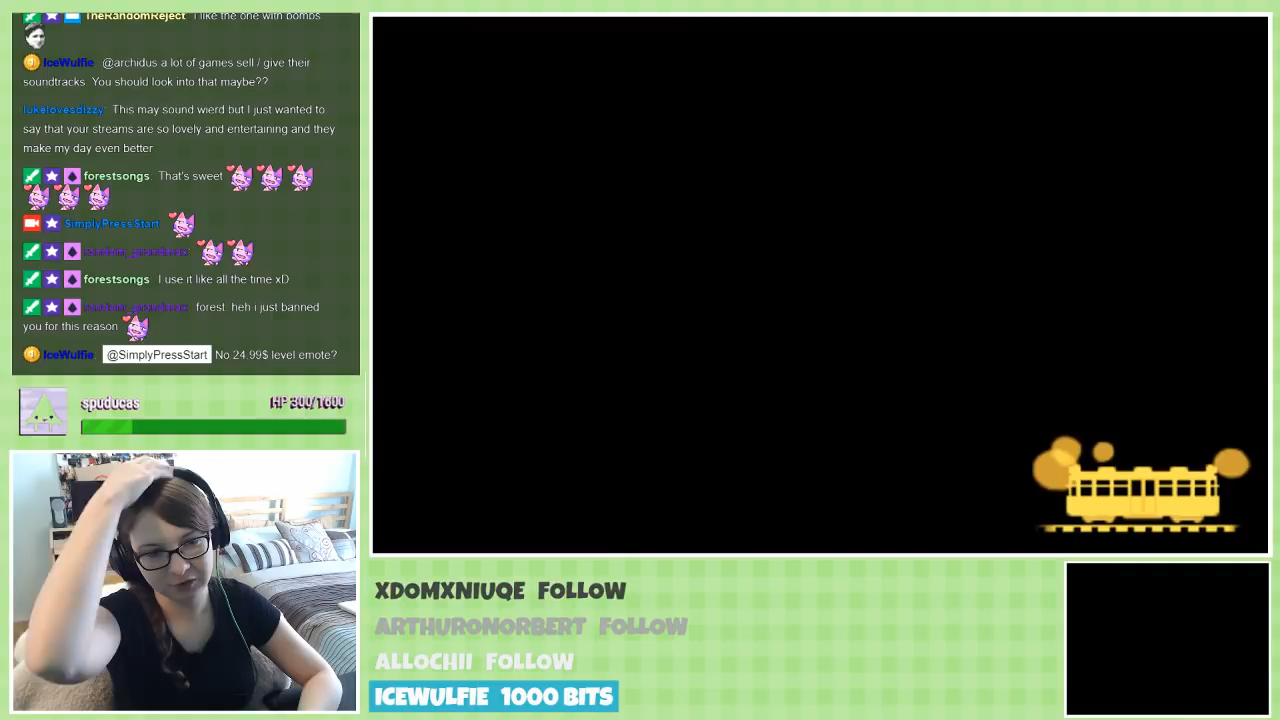 TheRandomReject I like the one with bombs
IceWulfie @archidus a lot of games sell / give their
soundtracks. You should look into that maybe??
lukelovesdizzy: This may sound wierd but I just wanted to
say that your streams are so lovely and entertaining and they
make my day even better
forestsongs: That's sweet
SimplyPressStart
forestsongs I use it like all the time xD
forest: heh i just banned
you for this reason
IceWulfie @SimplyPressStart No 24.99$ level emote?
spuducas HP 300/1600
XDOMXNIUQE FOLLOW
ARTHURONORBERT FOLLOW
ALLOCHII FOLLOW
ICEWULFIE 1000 BITS